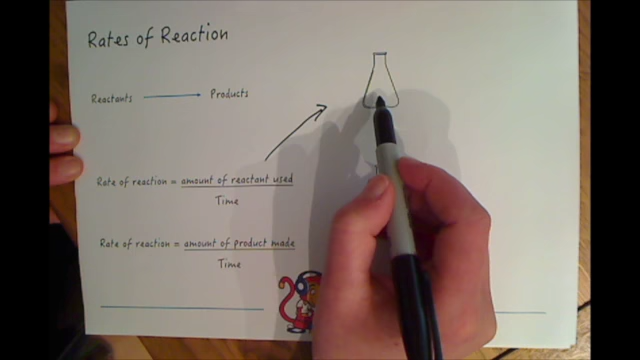 Rates of Reaction
Reactants
Products
Rate of reaction = amount of reactant used
Time
Rate of reaction = amount of product made
Time